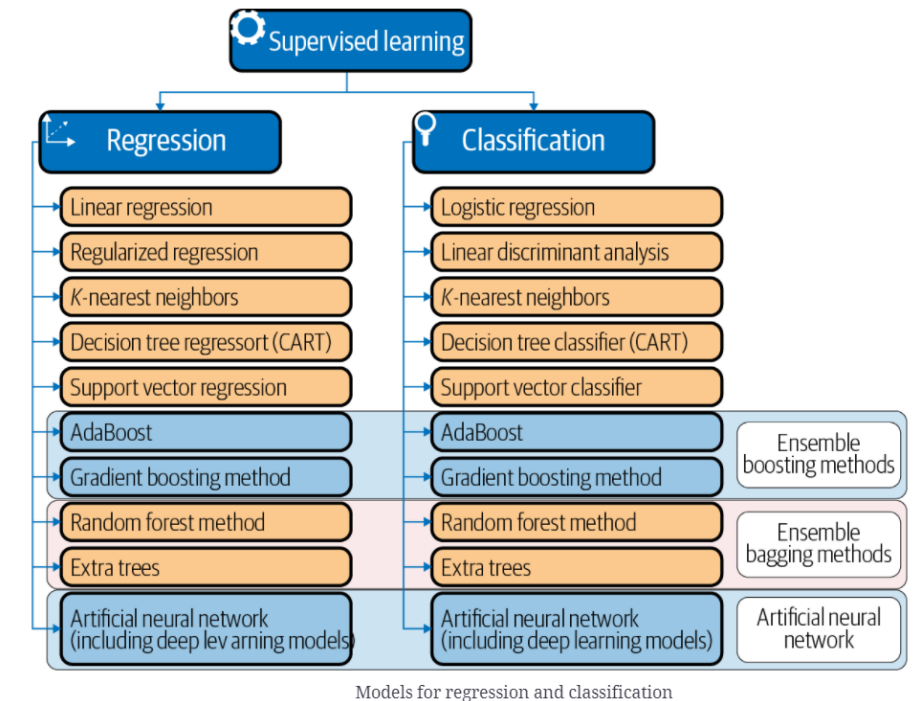 Supervised learning
Regression
Classification
Linear regression
Logistic regression
Regularized regression
Linear discriminant analysis
K-nearest neighbors
K-nearest neighbors
Decision tree regressort (CART)
Decision tree classifier (CART)
Support vector regression
Support vector classifier
AdaBoost
AdaBoost
Ensemble
boosting methods
Gradient boosting method
Gradient boosting method
Random forest method
Random forest method
Ensemble
bagging methods
Extra trees
Extra trees
Artificial neural network
(including deep lev arning models)
Artificial neural network
(including deep learning models)
Artificial neural
network
Models for regression and classification